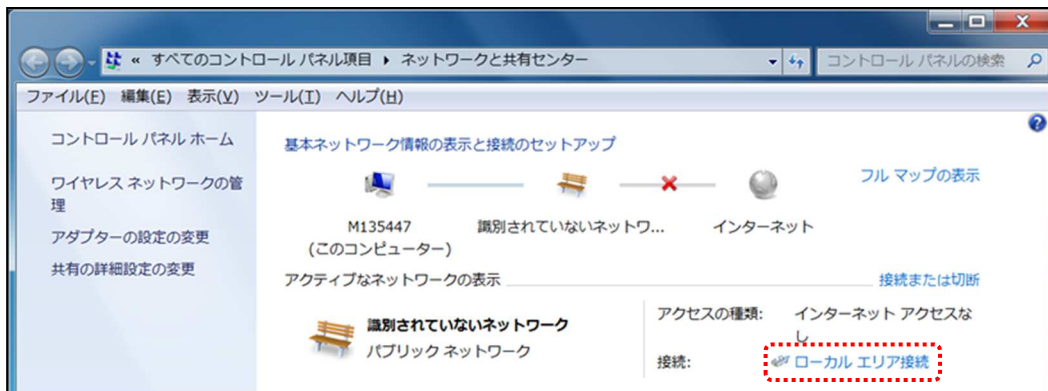 « すべてのコントロール パネル項目 ▸ ネットワークと共有センター
コントロール パネルの検索
ファイル(F) 編集(E) 表示(V) ツール(T) ヘルプ(H)
コントロール パネル ホーム
ワイヤレス ネットワークの管
理
アダプターの設定の変更
共有の詳細設定の変更
基本ネットワーク情報の表示と接続のセットアップ
フル マップの表示
M135447
(このコンピューター)
識別されていないネットワ...
インターネット
アクティブなネットワークの表示
接続または切断
識別されていないネットワーク
パブリック ネットワーク
アクセスの種類: インターネット アクセスな
し
接続: ローカル エリア接続